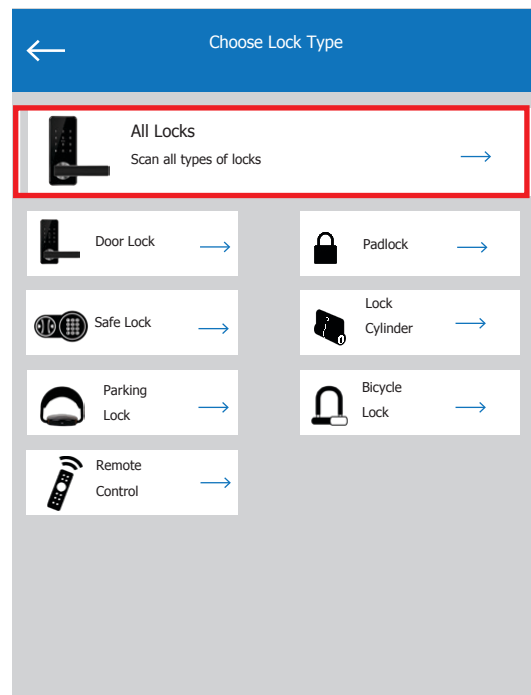 Choose Lock Type
All Locks
Scan all types of locks
Door Lock
Padlock
Safe Lock
Lock
Cylinder
Parking
Lock
Bicycle
Lock
Remote
Control